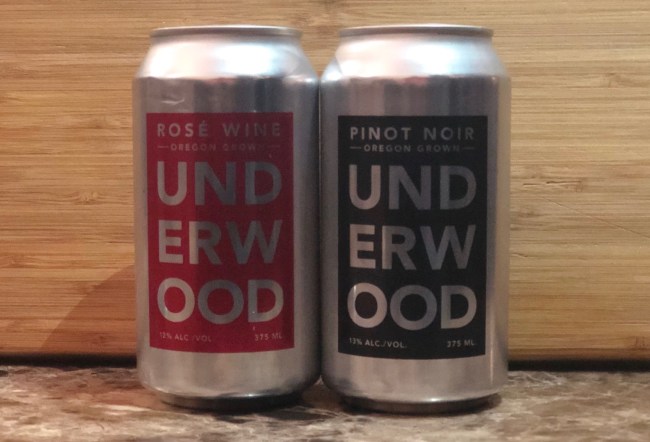 ROSÉ WINE
OREGON GROWN
UND
ERW
OOD
12% ALC./VOL. 375 ML
PINOT NOIR
OREGON GROWN
UND
ERW
OOD
13% ALC./VOL. 375 ML